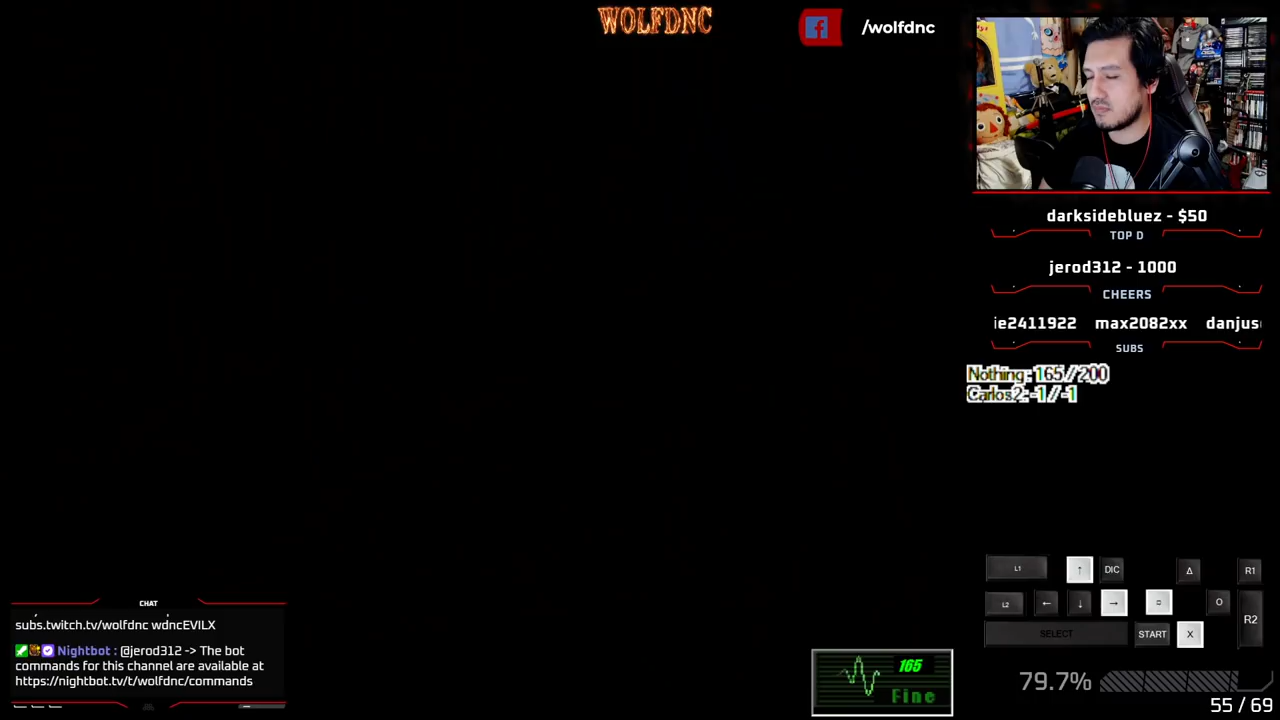 WOLFDNC
/wolfdnc
darksidebluez - $50
TOP D
jerod312 - 1000
CHEERS
ie2411922 max2082xx danjus
SUBS
Nothing: 165 / 200
Carlos2: -1 / -1
L1 ↑ DIC Δ R1
L2 ← ↓ → □ O R2
SELECT START X
79.7%
55 / 69
165
Fine
CHAT
subs.twitch.tv/wolfdnc wdncEVILX
Nightbot : @jerod312 -> The bot
commands for this channel are available at
https://nightbot.tv/t/wolfdnc/commands